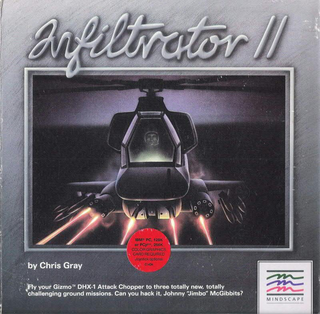 Infiltrator II
by Chris Gray
Fly your Gizmo™ DHX-1 Attack Chopper to three totally new, totally
challenging ground missions. Can you hack it, Johnny "Jimbo" McGibbits?
MINDSCAPE